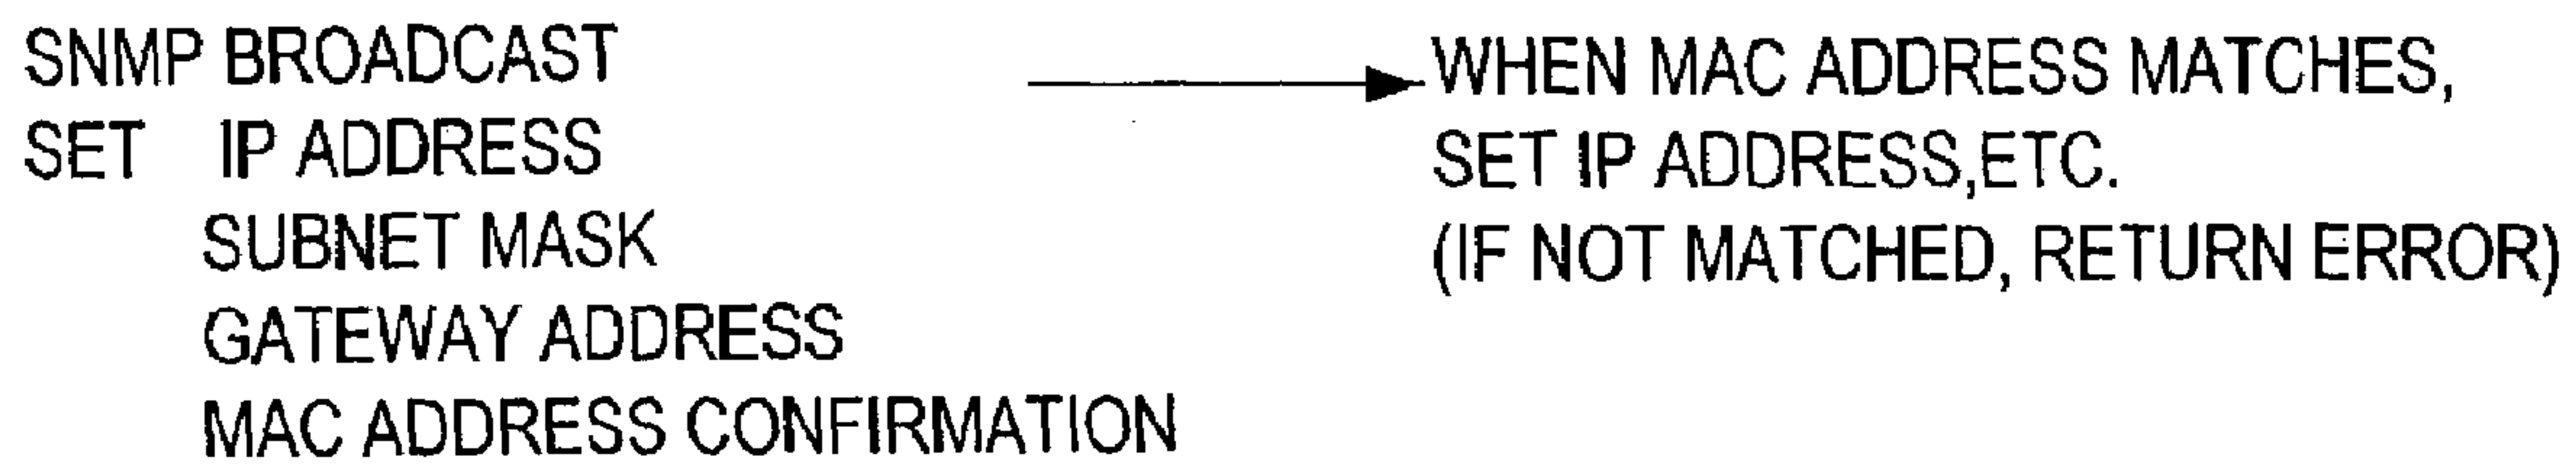 SNMP BROADCAST
SET IP ADDRESS
SUBNET MASK
GATEWAY ADDRESS
MAC ADDRESS CONFIRMATION
WHEN MAC ADDRESS MATCHES,
SET IP ADDRESS,ETC.
(IF NOT MATCHED, RETURN ERROR)